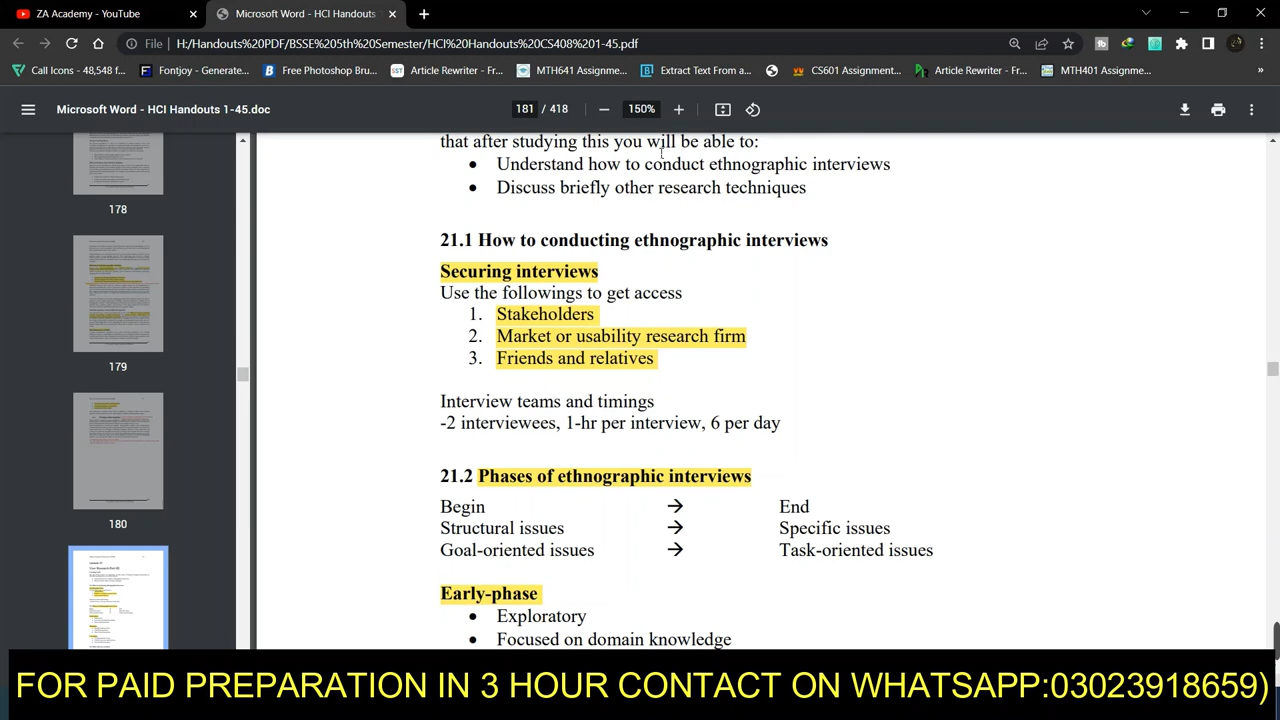 ZA Academy - YouTube
Microsoft Word - HCI Handouts 1-
File
H:/Handouts%20PDF/BSSE%205th%20Semester/HCI%20Handouts%20CS408%201-45.pdf
Call Icons - 48,548 f...
Fontjoy - Generate...
Free Photoshop Bru...
SST
Article Rewriter - Fr...
MTH641 Assignme...
Extract Text From a...
CS601 Assignment...
Article Rewriter - Fr...
MTH401 Assignme...
»
Microsoft Word - HCI Handouts 1-45.doc
181 / 418
150%
178
179
180
that after studying this you will be able to:
• Understand how to conduct ethnographic interviews
• Discuss briefly other research techniques
21.1 How to conducting ethnographic interviews
Securing interviews
Use the followings to get access
1. Stakeholders
2. Market or usability research firm
3. Friends and relatives
Interview teams and timings
-2 interviewees, 1-hr per interview, 6 per day
21.2 Phases of ethnographic interviews
Begin → End
Structural issues → Specific issues
Goal-oriented issues → Task-oriented issues
Early-phase
• Exploratory
• Focused on domain knowledge
FOR PAID PREPARATION IN 3 HOUR CONTACT ON WHATSAPP:03023918659)